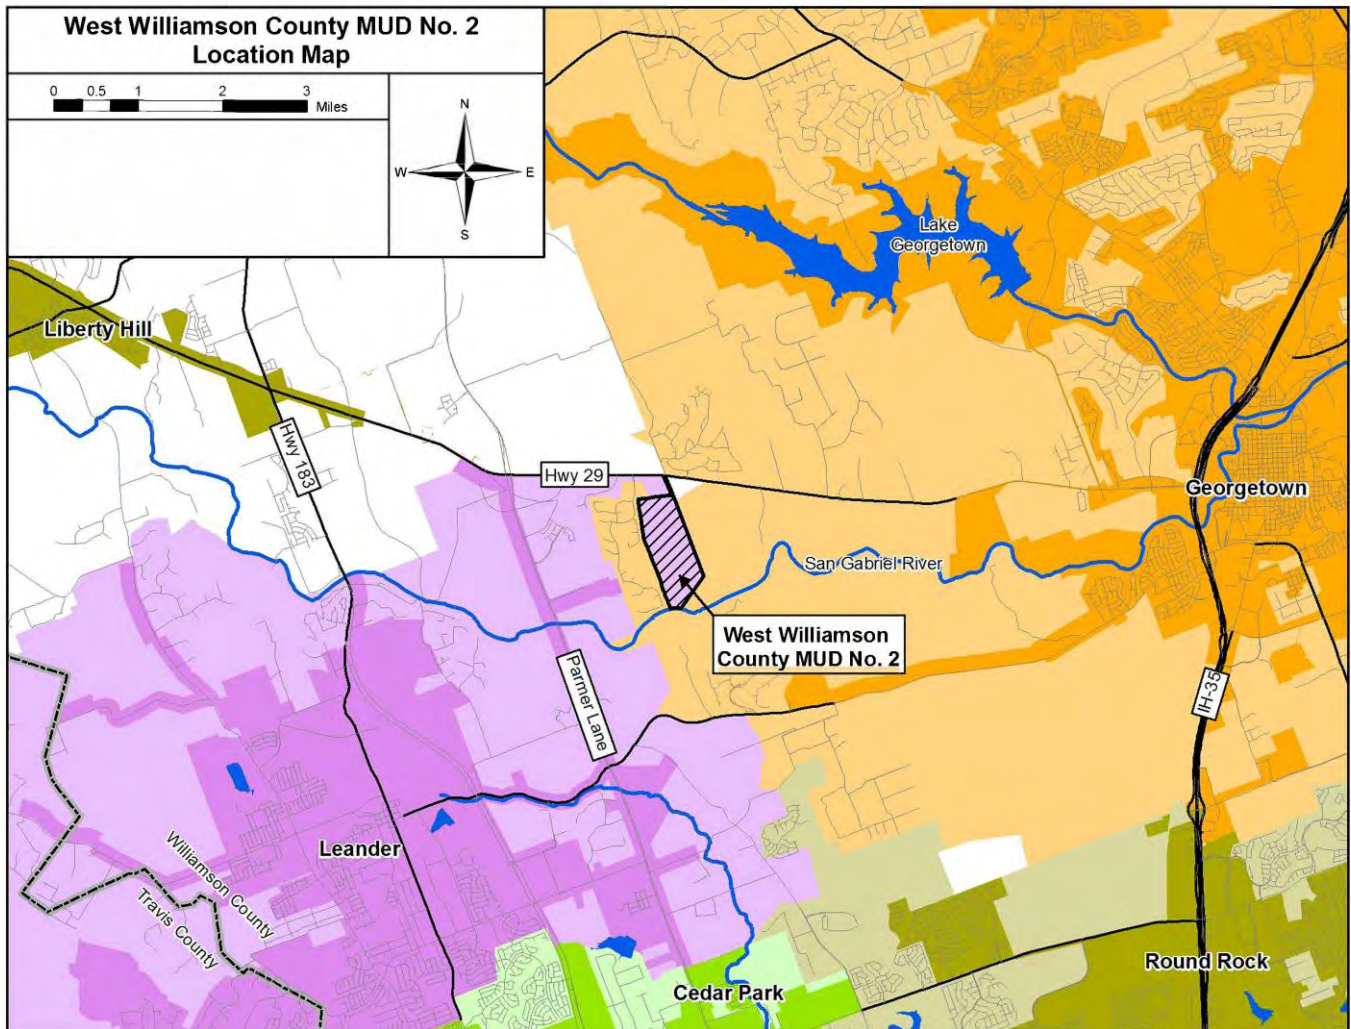 West Williamson County MUD No. 2
Location Map
0 0.5 1 2 3
Miles
N
W E
S
Lake
Georgetown
Liberty Hill
Hwy 183
Hwy 29
Georgetown
San Gabriel River
West Williamson
County MUD No. 2
Parmer Lane
IH-35
Leander
Williamson County
Travis County
Cedar Park
Round Rock